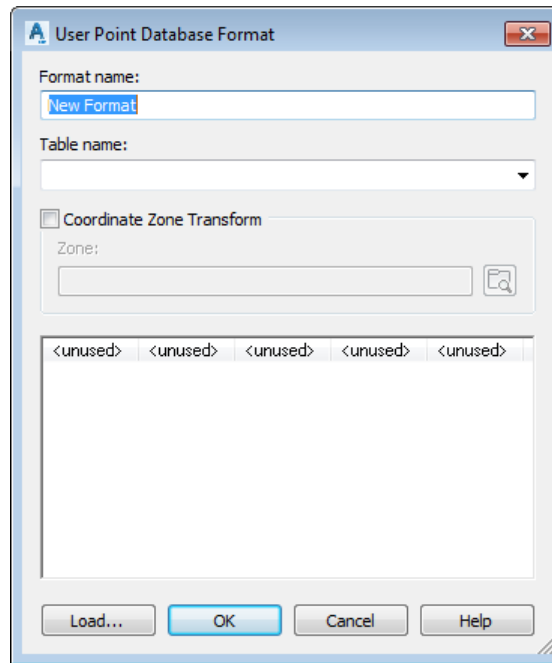 User Point Database Format
Format name:
New Format
Table name:
Coordinate Zone Transform
Zone:
<unused> <unused> <unused> <unused> <unused>
Load... OK Cancel Help